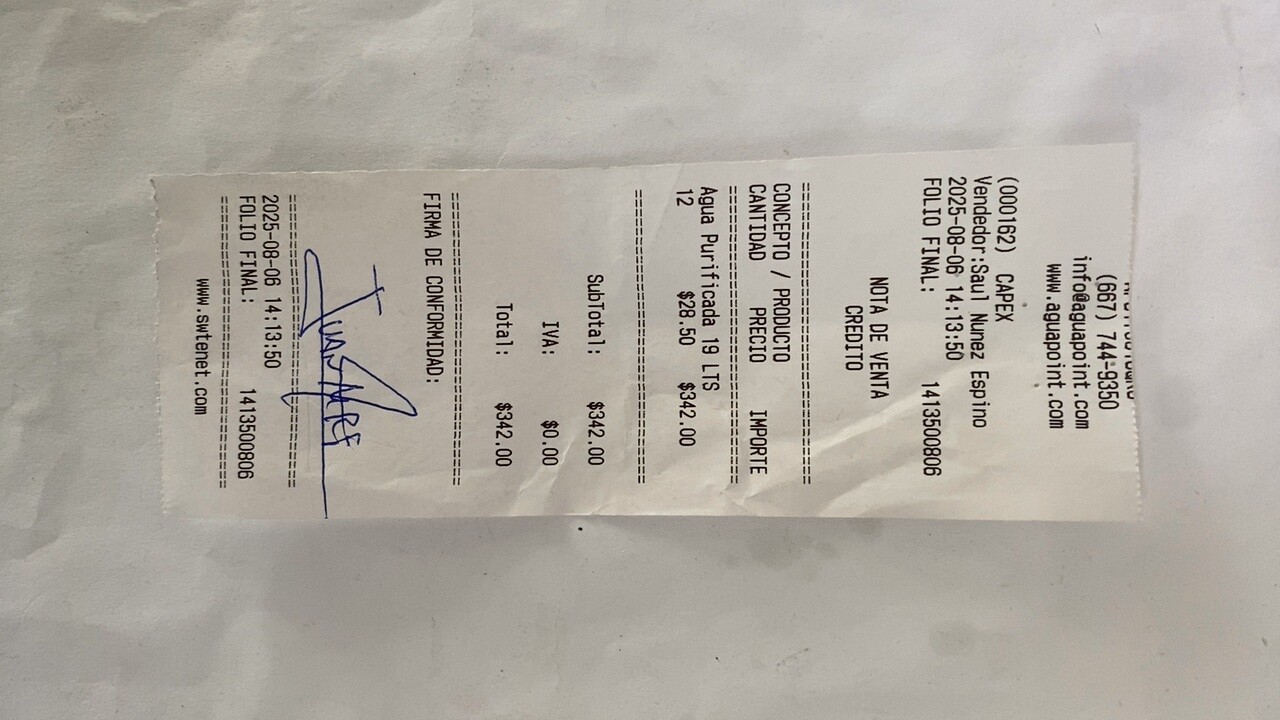 (667) 744-9350
info@aguapoint.com
www.aguapoint.com
(000162) CAPEX
Vendedor:Saul Nunez Espino
2025-08-06 14:13:50
FOLIO FINAL: 1413500806
NOTA DE VENTA
CREDITO
==============================
CONCEPTO / PRODUCTO
CANTIDAD PRECIO IMPORTE
==============================
Agua Purificada 19 LTS
12 $28.50 $342.00
==============================
SubTotal: $342.00
IVA: $0.00
Total: $342.00
==============================
FIRMA DE CONFORMIDAD:
==============================
2025-08-06 14:13:50
FOLIO FINAL: 1413500806
==============================
www.swtenet.com